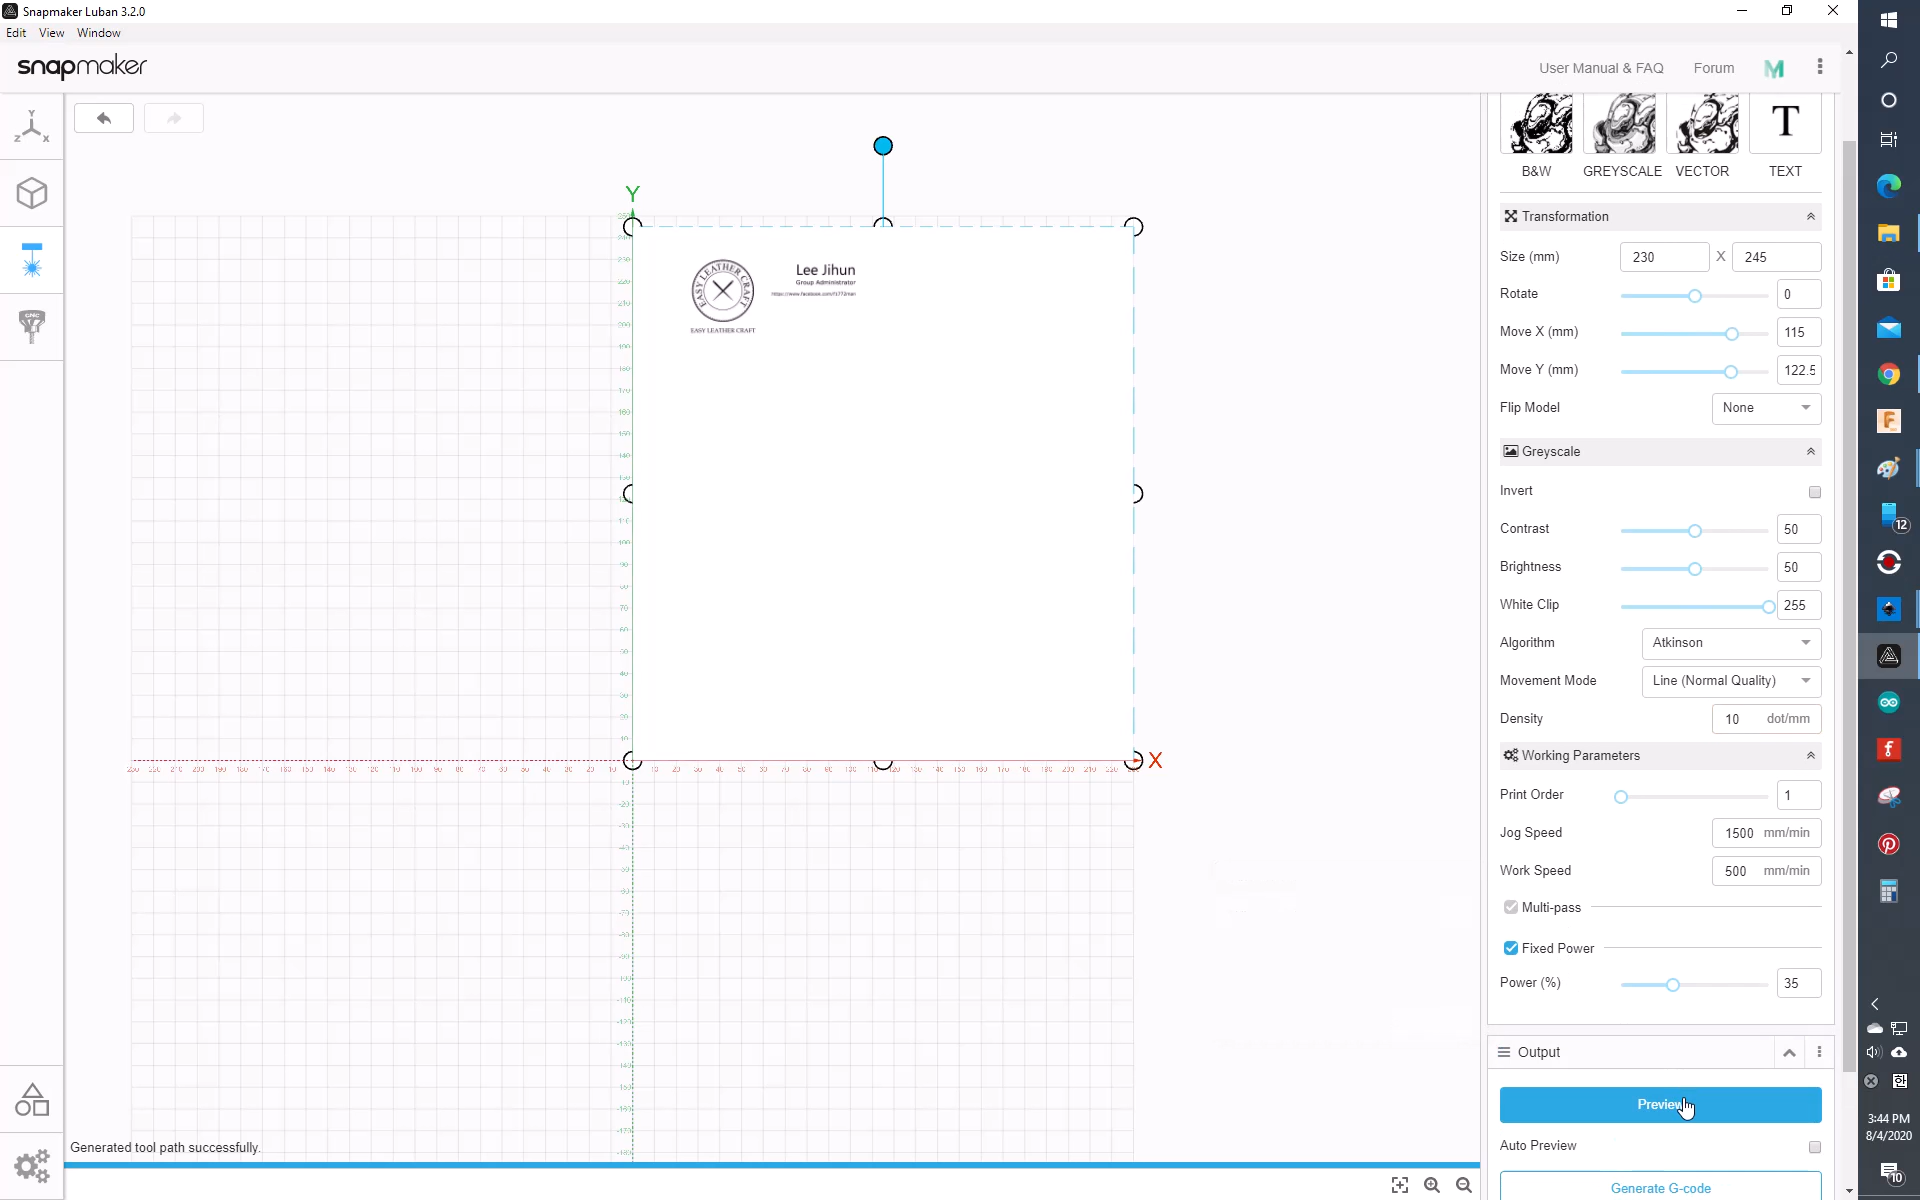 Snapmaker Luban 3.2.0
Edit View Window
snapmaker
User Manual & FAQ Forum M
B&W GREYSCALE VECTOR TEXT
T
Transformation
Size (mm) 230 X 245
Rotate 0
Move X (mm) 115
Move Y (mm) 122.5
Flip Model None
Greyscale
Invert
Contrast 50
Brightness 50
White Clip 255
Algorithm Atkinson
Movement Mode Line (Normal Quality)
Density 10 dot/mm
Working Parameters
Print Order 1
Jog Speed 1500 mm/min
Work Speed 500 mm/min
Multi-pass
Fixed Power
Power (%) 35
Output
Preview
Auto Preview
Generate G-code
Y
X
EASY LEATHER CRAFT
EASY LEATHER CRAFT
Lee Jihun
Group Administrator
Generated tool path successfully.
CNC
12
한
3:44 PM
8/4/2020
10